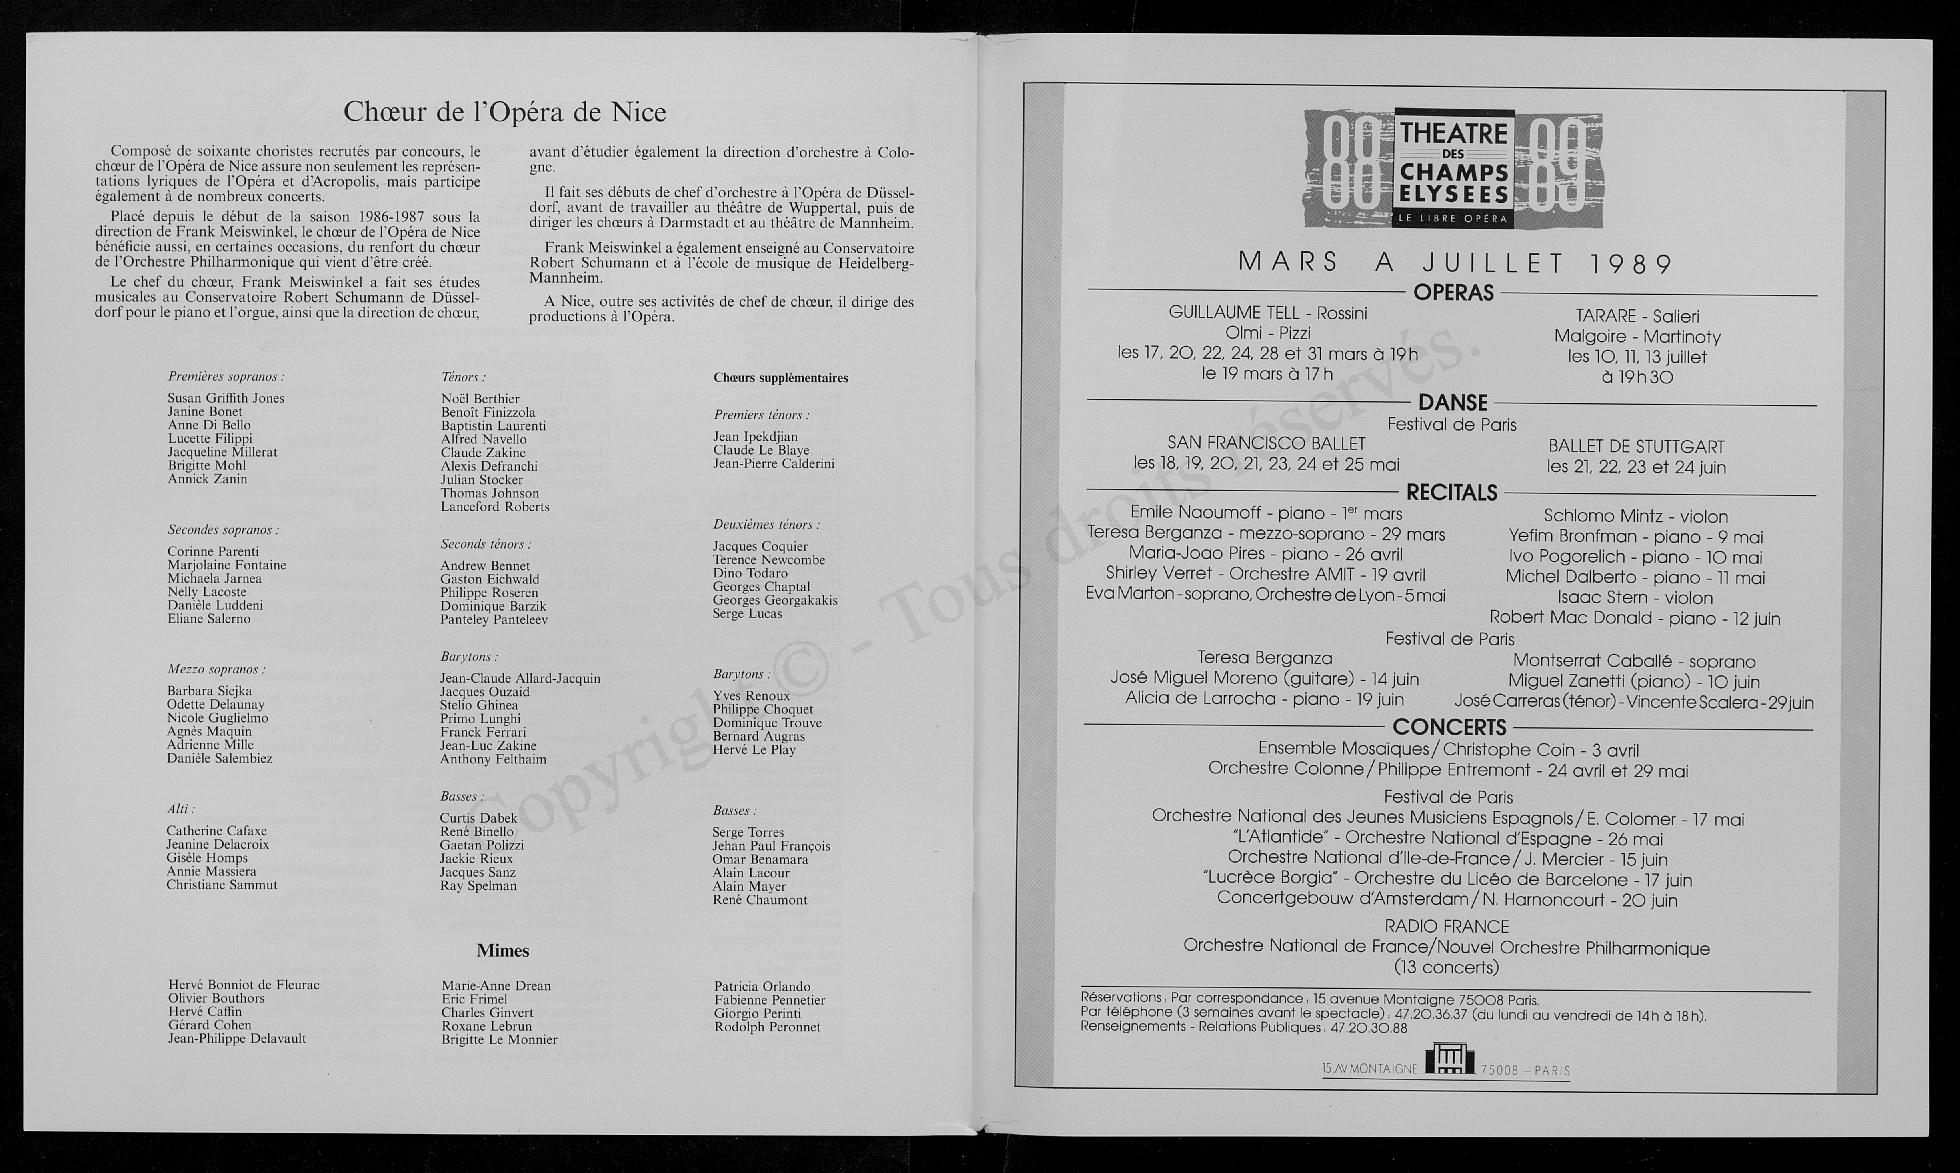 Chœur de l'Opéra de Nice
Composé de soixante choristes recrutés par concours, le
chœur de l'Opéra de Nice assure non seulement les représen-
tations lyriques de l'Opéra et d'Acropolis, mais participe
également à de nombreux concerts.
Placé depuis le début de la saison 1986-1987 sous la
direction de Frank Meiswinkel, le chœur de l'Opéra de Nice
bénéficie aussi, en certaines occasions, du renfort du chœur
de l'Orchestre Philharmonique qui vient d'être créé.
Le chef du chœur, Frank Meiswinkel a fait ses études
musicales au Conservatoire Robert Schumann de Düssel-
dorf pour le piano et l'orgue, ainsi que la direction de chœur,
avant d'étudier également la direction d'orchestre à Colo-
gne.
Il fait ses débuts de chef d'orchestre à l'Opéra de Düssel-
dorf, avant de travailler au théâtre de Wuppertal, puis de
diriger les chœurs à Darmstadt et au théâtre de Mannheim.
Frank Meiswinkel a également enseigné au Conservatoire
Robert Schumann et à l'école de musique de Heidelberg-
Mannheim.
A Nice, outre ses activités de chef de chœur, il dirige des
productions à l'Opéra.
Premières sopranos :
Susan Griffith Jones
Janine Bonet
Anne Di Bello
Lucette Filippi
Jacqueline Millerat
Brigitte Mohl
Annick Zanin
Secondes sopranos :
Corinne Parenti
Marjolaine Fontaine
Michaela Jarnea
Nelly Lacoste
Danièle Luddeni
Eliane Salerno
Mezzo sopranos :
Barbara Siejka
Odette Delaunay
Nicole Guglielmo
Agnès Maquin
Adrienne Mille
Danièle Salembiez
Alti :
Catherine Cafaxe
Jeanine Delacroix
Gisèle Homps
Annie Massiera
Christiane Sammut
Ténors :
Noël Berthier
Benoît Finizzola
Baptistin Laurenti
Alfred Navello
Claude Zakine
Alexis Defranchi
Julian Stocker
Thomas Johnson
Lanceford Roberts
Seconds ténors :
Andrew Bennet
Gaston Eichwald
Philippe Roseren
Dominique Barzik
Panteley Panteleev
Barytons :
Jean-Claude Allard-Jacquin
Jacques Ouzaid
Stelio Ghinea
Primo Lunghi
Franck Ferrari
Jean-Luc Zakine
Anthony Felthaim
Basses :
Curtis Dabek
René Binello
Gaetan Polizzi
Jackie Rieux
Jacques Sanz
Ray Spelman
Chœurs supplémentaires
Premiers ténors :
Jean Ipekdjian
Claude Le Blaye
Jean-Pierre Calderini
Deuxièmes ténors :
Jacques Coquier
Terence Newcombe
Dino Todaro
Georges Chaptal
Georges Georgakakis
Serge Lucas
Barytons :
Yves Renoux
Philippe Choquet
Dominique Trouve
Bernard Augras
Hervé Le Play
Basses :
Serge Torres
Jehan Paul François
Omar Benamara
Alain Lacour
Alain Mayer
René Chaumont
Mimes
Hervé Bonniot de Fleurac
Olivier Bouthors
Hervé Caffin
Gérard Cohen
Jean-Philippe Delavault
Marie-Anne Drean
Eric Frimel
Charles Ginvert
Roxane Lebrun
Brigitte Le Monnier
Patricia Orlando
Fabienne Pennetier
Giorgio Perinti
Rodolph Peronnet
Copyright © - Tous droits réservés.
88 89
THEATRE
DES
CHAMPS
ELYSEES
LE LIBRE OPÉRA
MARS A JUILLET 1989
OPERAS
GUILLAUME TELL - Rossini
Olmi - Pizzi
les 17, 20, 22, 24, 28 et 31 mars à 19h
le 19 mars à 17h
TARARE - Salieri
Malgoire - Martinoty
les 10, 11, 13 juillet
à 19h30
DANSE
Festival de Paris
SAN FRANCISCO BALLET
les 18, 19, 20, 21, 23, 24 et 25 mai
BALLET DE STUTTGART
les 21, 22, 23 et 24 juin
RECITALS
Emile Naoumoff - piano - 1er mars
Teresa Berganza - mezzo-soprano - 29 mars
Maria-Joao Pires - piano - 26 avril
Shirley Verret - Orchestre AMIT - 19 avril
Eva Marton - soprano, Orchestre de Lyon - 5 mai
Schlomo Mintz - violon
Yefim Bronfman - piano - 9 mai
Ivo Pogorelich - piano - 10 mai
Michel Dalberto - piano - 11 mai
Isaac Stern - violon
Robert Mac Donald - piano - 12 juin
Festival de Paris
Teresa Berganza
José Miguel Moreno (guitare) - 14 juin
Alicia de Larrocha - piano - 19 juin
Montserrat Caballé - soprano
Miguel Zanetti (piano) - 10 juin
José Carreras (ténor) - Vincente Scalera - 29 juin
CONCERTS
Ensemble Mosaïques / Christophe Coin - 3 avril
Orchestre Colonne / Philippe Entremont - 24 avril et 29 mai
Festival de Paris
Orchestre National des Jeunes Musiciens Espagnols / E. Colomer - 17 mai
"L'Atlantide" - Orchestre National d'Espagne - 26 mai
Orchestre National d'Ile-de-France / J. Mercier - 15 juin
"Lucrèce Borgia" - Orchestre du Licéo de Barcelone - 17 juin
Concertgebouw d'Amsterdam / N. Harnoncourt - 20 juin
RADIO FRANCE
Orchestre National de France/Nouvel Orchestre Philharmonique
(13 concerts)
Réservations : Par correspondance : 15 avenue Montaigne 75008 Paris.
Par téléphone (3 semaines avant le spectacle) : 47.20.36.37 (du lundi au vendredi de 14h à 18h).
Renseignements - Relations Publiques : 47.20.30.88
15, AV MONTAIGNE 75008 - PARIS